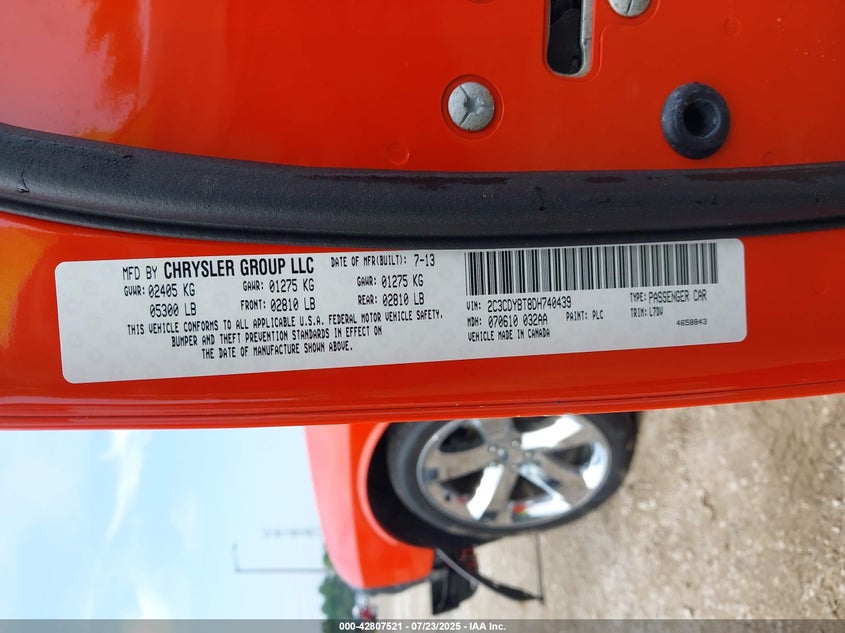 MFD BY CHRYSLER GROUP LLC DATE OF MFR(BUILT): 7-13
GVWR: 02405 KG GAWR: 01275 KG GAWR: 01275 KG
05300 LB FRONT: 02810 LB REAR: 02810 LB
THIS VEHICLE CONFORMS TO ALL APPLICABLE U.S.A. FEDERAL MOTOR VEHICLE SAFETY,
BUMPER AND THEFT PREVENTION STANDARDS IN EFFECT ON
THE DATE OF MANUFACTURE SHOWN ABOVE.
VIN: 2C3CDYBT8DH740439 TYPE: PASSENGER CAR
MDH: 070610 032AA PAINT: PLC TRIM: L7DV
VEHICLE MADE IN CANADA 4658843
000-42807521 - 07/23/2025 - IAA Inc.